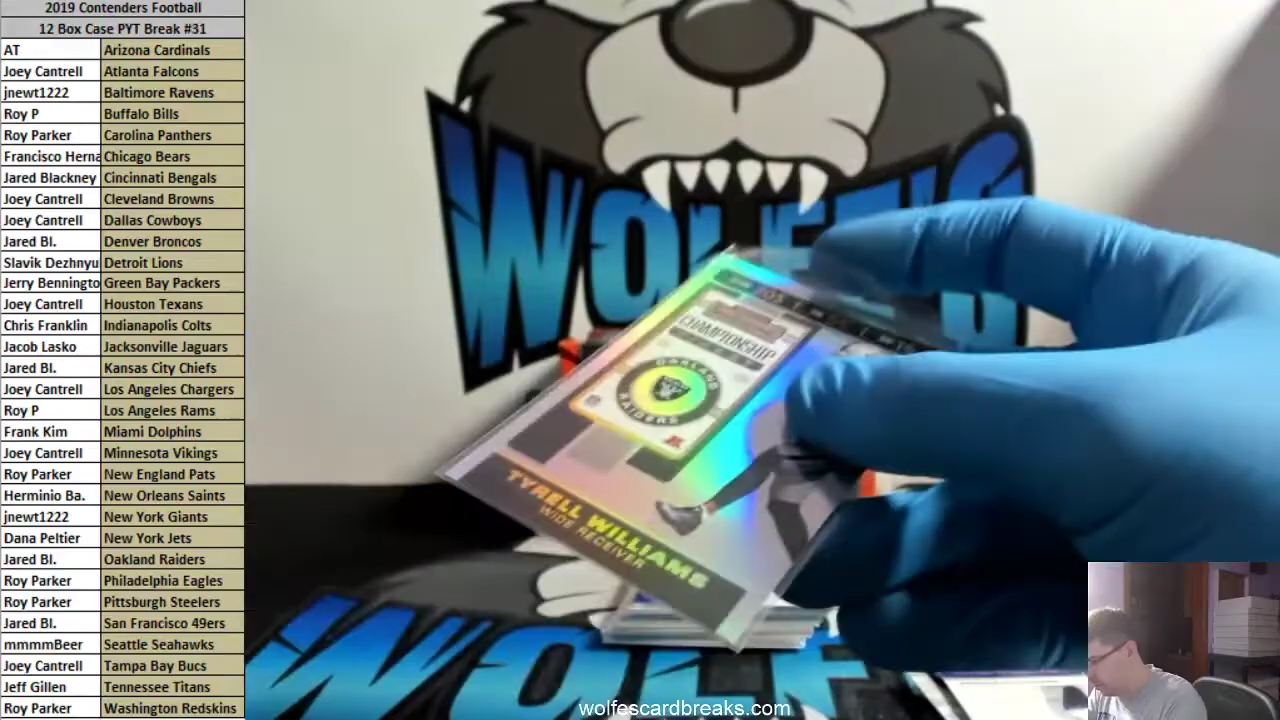 2019 Contenders Football
12 Box Case PYT Break #31
AT Arizona Cardinals
Joey Cantrell Atlanta Falcons
jnewt1222 Baltimore Ravens
Roy P Buffalo Bills
Roy Parker Carolina Panthers
Francisco Herna Chicago Bears
Jared Blackney Cincinnati Bengals
Joey Cantrell Cleveland Browns
Joey Cantrell Dallas Cowboys
Jared Bl. Denver Broncos
Slavik Dezhnyu Detroit Lions
Jerry Benningto Green Bay Packers
Joey Cantrell Houston Texans
Chris Franklin Indianapolis Colts
Jacob Lasko Jacksonville Jaguars
Jared Bl. Kansas City Chiefs
Joey Cantrell Los Angeles Chargers
Roy P Los Angeles Rams
Frank Kim Miami Dolphins
Joey Cantrell Minnesota Vikings
Roy Parker New England Pats
Herminio Ba. New Orleans Saints
jnewt1222 New York Giants
Dana Peltier New York Jets
Jared Bl. Oakland Raiders
Roy Parker Philadelphia Eagles
Roy Parker Pittsburgh Steelers
Jared Bl. San Francisco 49ers
mmmmBeer Seattle Seahawks
Joey Cantrell Tampa Bay Bucs
Jeff Gillen Tennessee Titans
Roy Parker Washington Redskins
WOLFE'S
CHAMPIONSHIP
OAKLAND
RAIDERS
TYRELL WILLIAMS
WIDE RECEIVER
WOLF
wolfescardbreaks.com